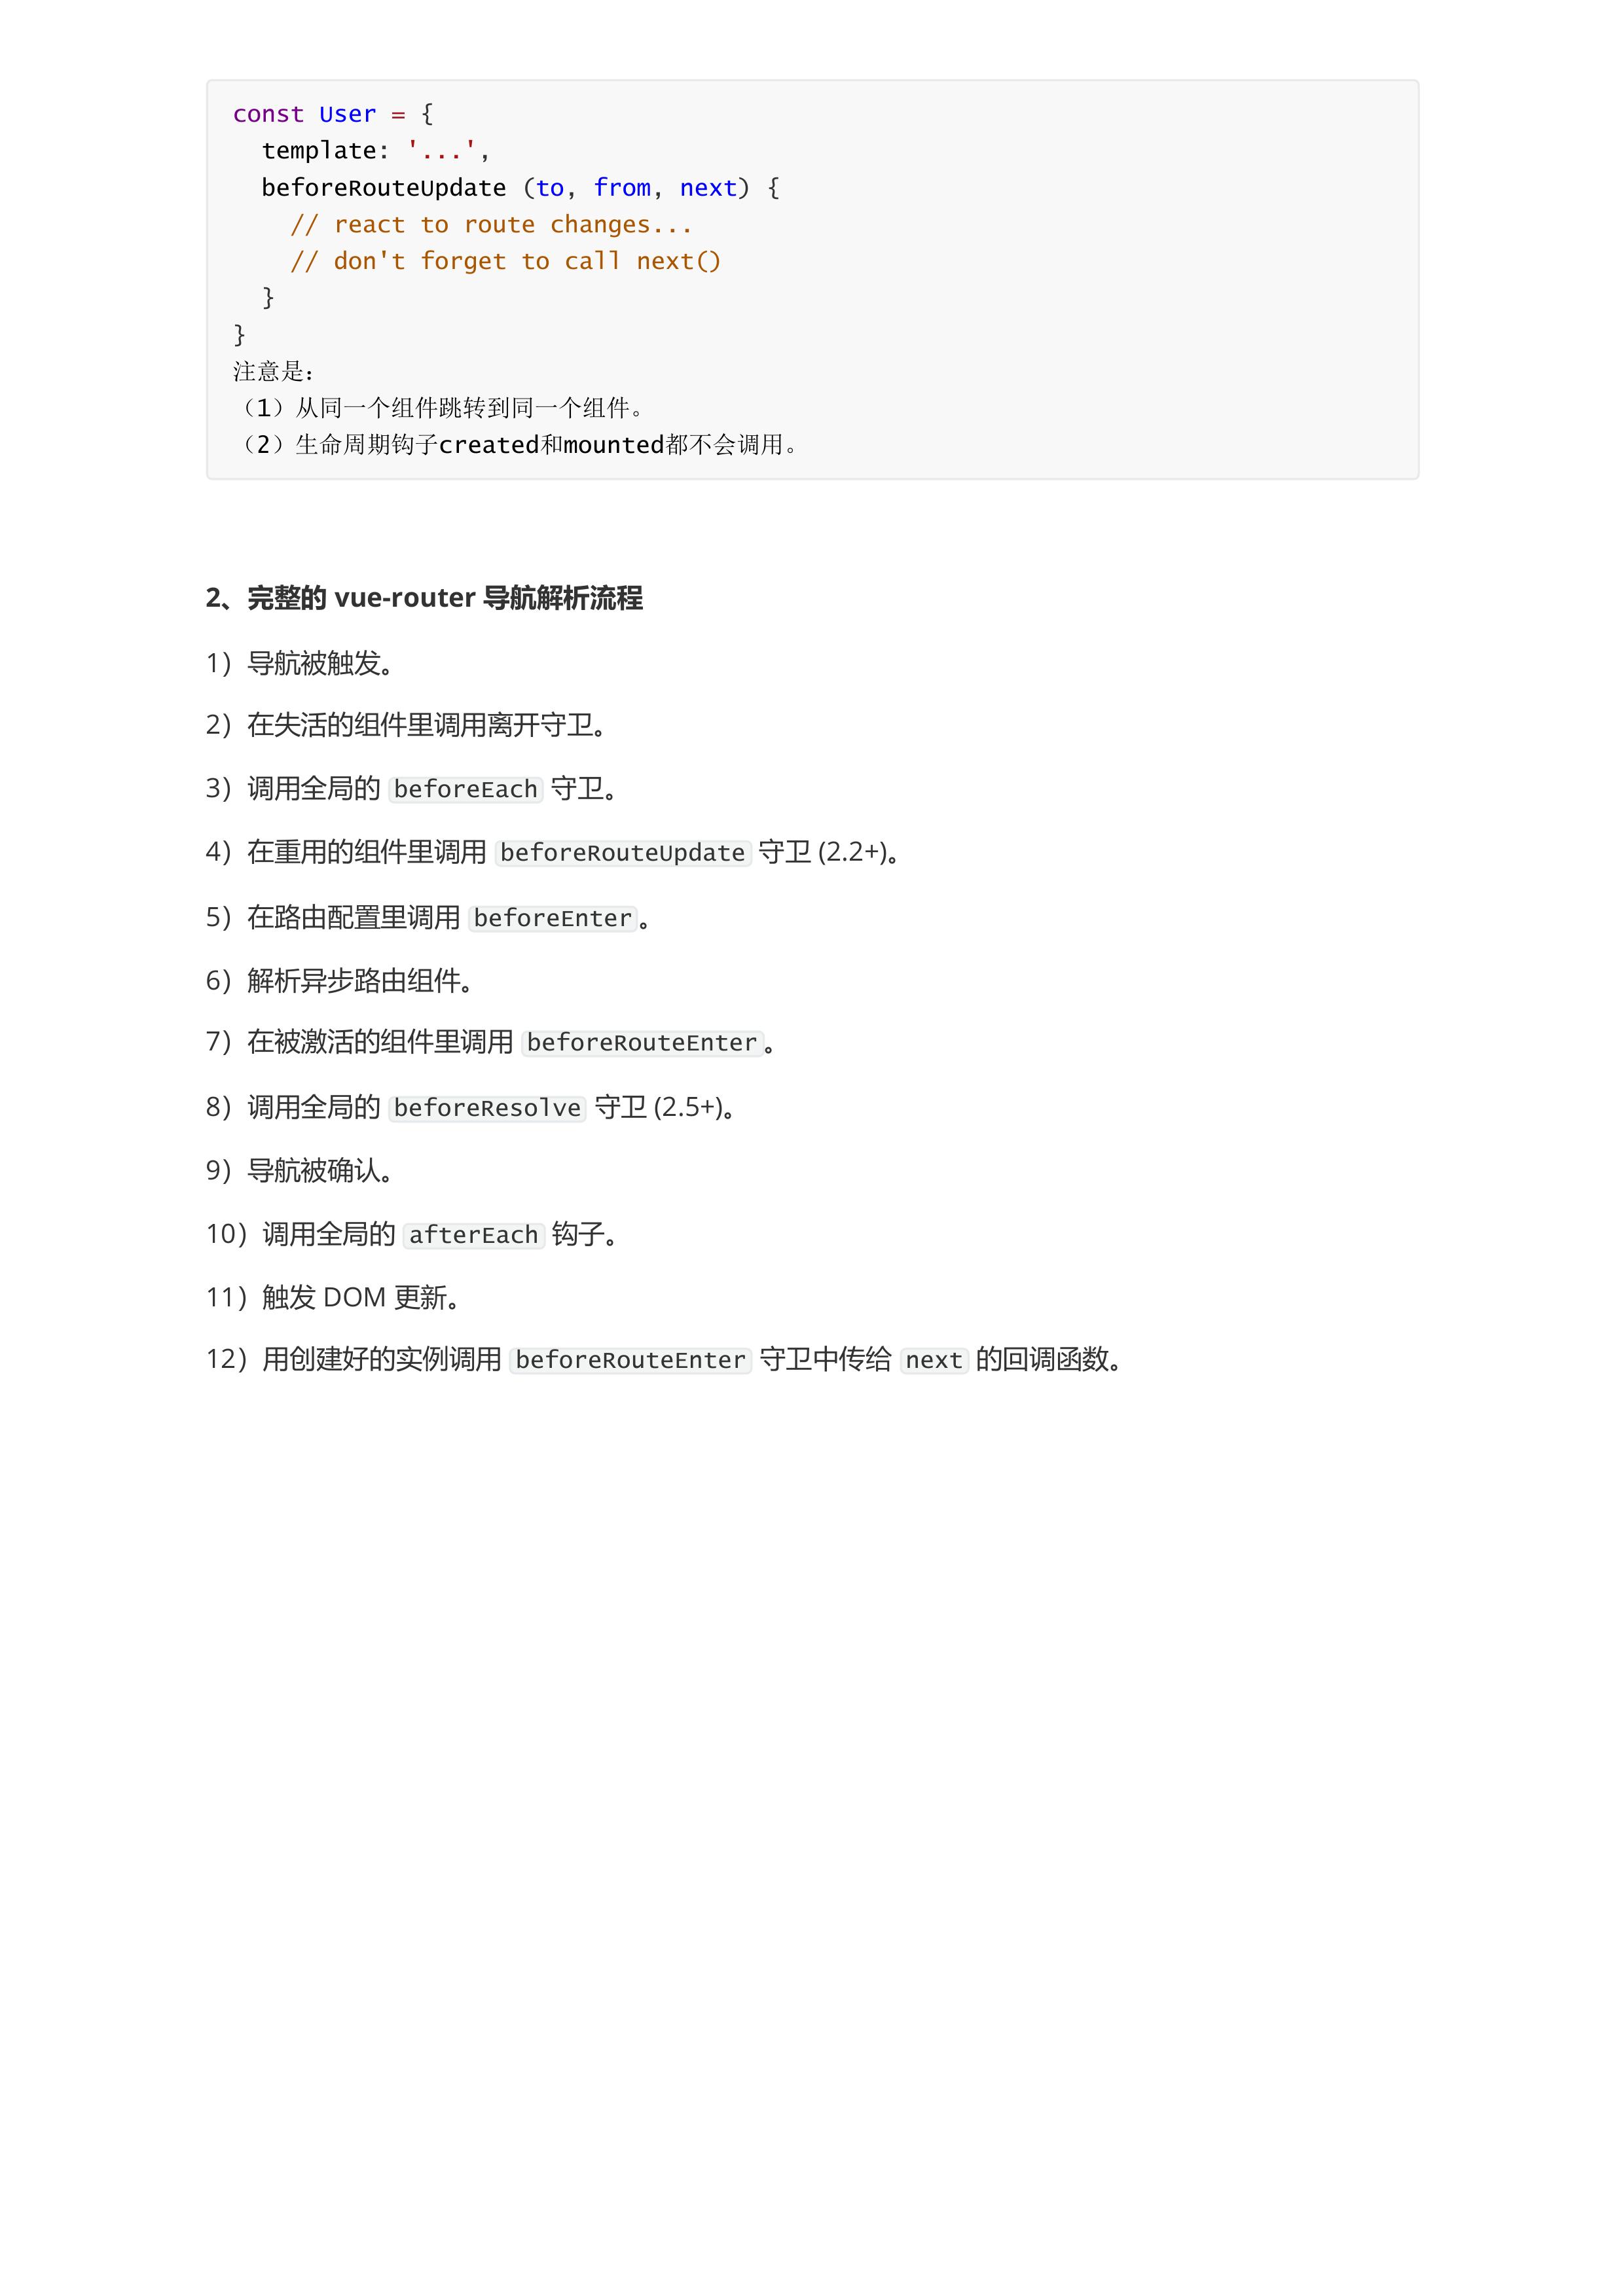 const User = {
  template: '...',
  beforeRouteUpdate (to, from, next) {
    // react to route changes...
    // don't forget to call next()
  }
}
注意是：
（1）从同一个组件跳转到同一个组件。
（2）生命周期钩子created和mounted都不会调用。
2、完整的 vue-router 导航解析流程
1）导航被触发。
2）在失活的组件里调用离开守卫。
3）调用全局的 beforeEach 守卫。
4）在重用的组件里调用 beforeRouteUpdate 守卫 (2.2+)。
5）在路由配置里调用 beforeEnter。
6）解析异步路由组件。
7）在被激活的组件里调用 beforeRouteEnter。
8）调用全局的 beforeResolve 守卫 (2.5+)。
9）导航被确认。
10）调用全局的 afterEach 钩子。
11）触发 DOM 更新。
12）用创建好的实例调用 beforeRouteEnter 守卫中传给 next 的回调函数。